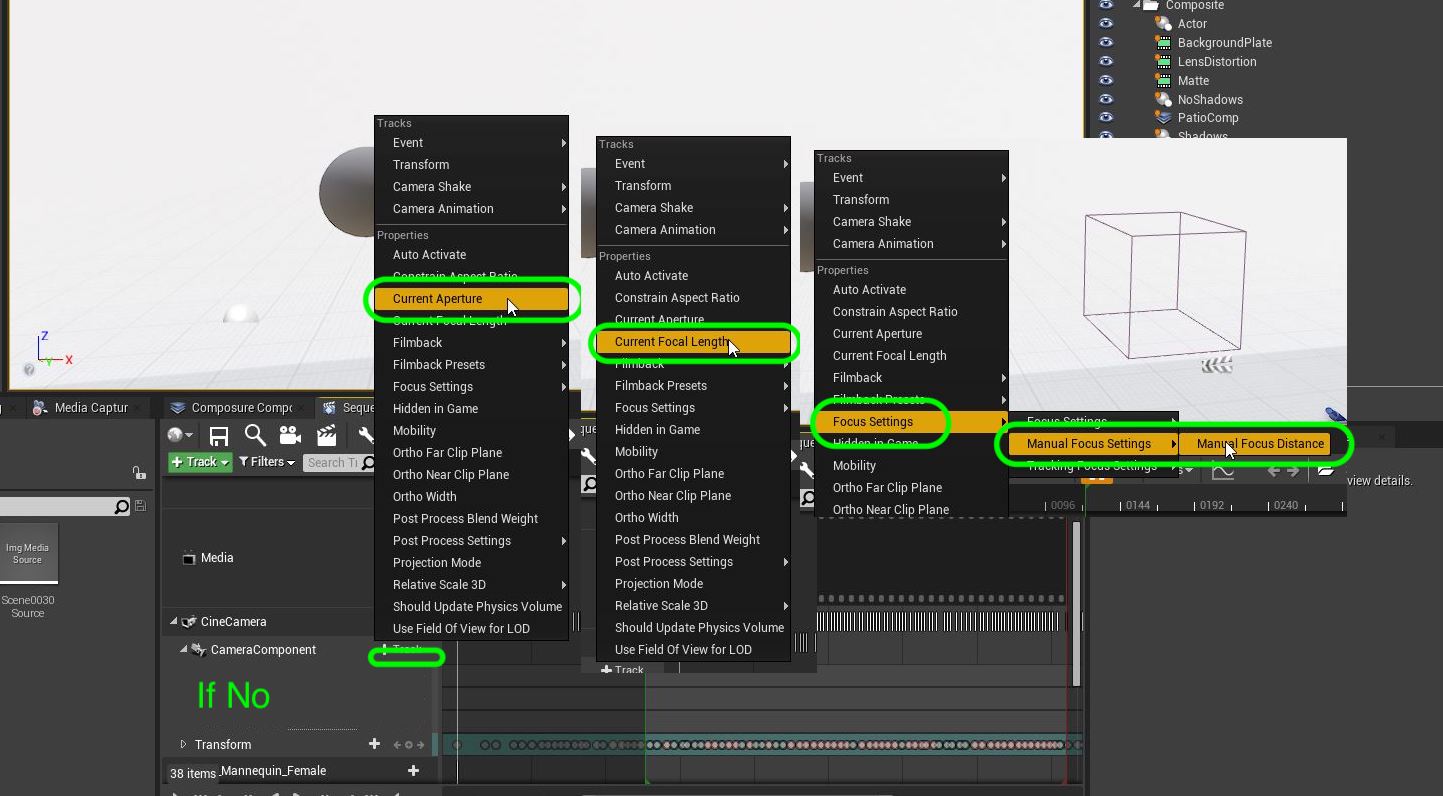 Composite
Actor
BackgroundPlate
LensDistortion
Matte
NoShadows
PatioComp
Shadows
Tracks
Event
Transform
Camera Shake
Camera Animation
Properties
Auto Activate
Constrain Aspect Ratio
Current Aperture
Current Focal Length
Filmback
Filmback Presets
Focus Settings
Hidden in Game
Mobility
Ortho Far Clip Plane
Ortho Near Clip Plane
Ortho Width
Post Process Blend Weight
Post Process Settings
Projection Mode
Relative Scale 3D
Should Update Physics Volume
Use Field Of View for LOD
Tracks
Event
Transform
Camera Shake
Camera Animation
Properties
Auto Activate
Constrain Aspect Ratio
Current Aperture
Current Focal Length
Filmback
Filmback Presets
Focus Settings
Hidden in Game
Mobility
Ortho Far Clip Plane
Ortho Near Clip Plane
Ortho Width
Post Process Blend Weight
Post Process Settings
Projection Mode
Relative Scale 3D
Should Update Physics Volume
Use Field Of View for LOD
Track
Tracks
Event
Transform
Camera Shake
Camera Animation
Properties
Auto Activate
Constrain Aspect Ratio
Current Aperture
Current Focal Length
Filmback
Filmback Presets
Focus Settings
Hidden in Game
Mobility
Ortho Far Clip Plane
Ortho Near Clip Plane
Focus Settings
Manual Focus Settings
Tracking Focus Settings
Manual Focus Distance
view details.
0096 0144 0192 0240
Z
Y X
Media Captur Composure Compo Seque
+ Track Filters Search Tr
Img Media
Source
Scene0030
Source
Media
CineCamera
CameraComponent + Track
If No
Transform
38 items _Mannequin_Female